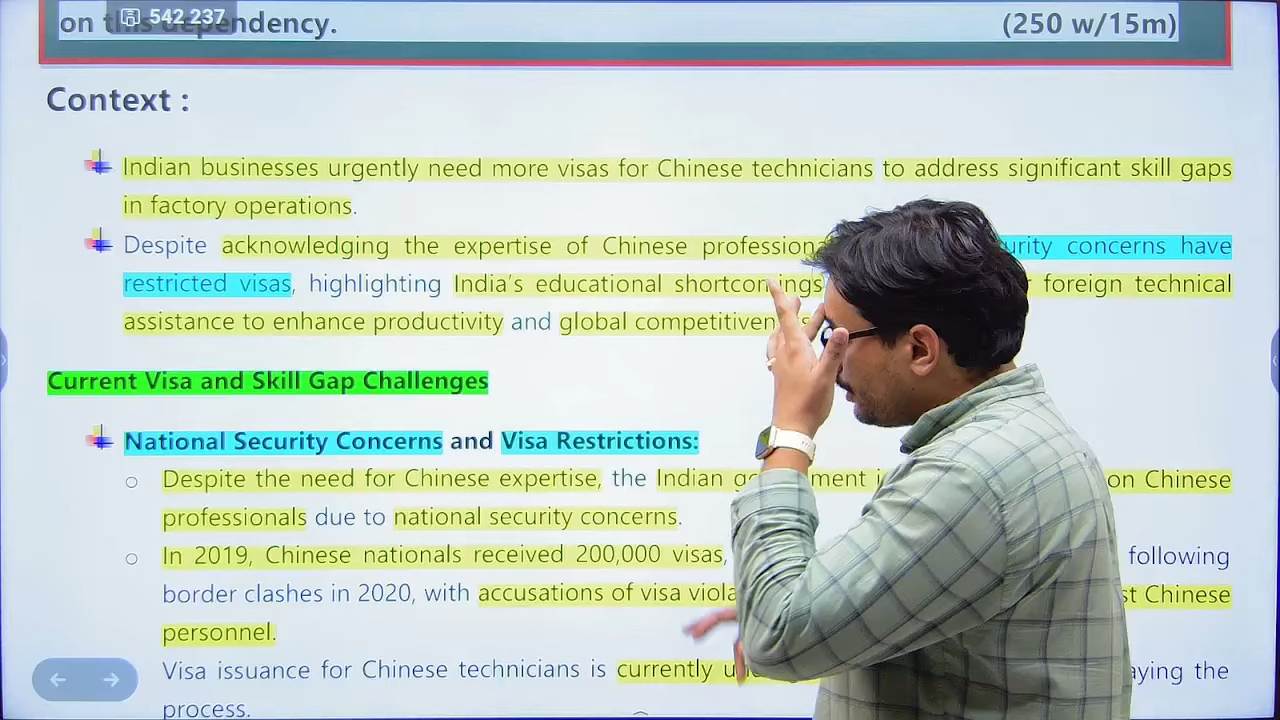 on this dependency. (250 w/15m)
542 237
Context :
Indian businesses urgently need more visas for Chinese technicians to address significant skill gaps
in factory operations.
Despite acknowledging the expertise of Chinese concerns have
restricted visas, highlighting India's educational shortcomings foreign technical
assistance to enhance productivity and global
Current Visa and Skill Gap Challenges
National Security Concerns and Visa Restrictions:
Despite the need for Chinese expertise, the Indian on Chinese
professionals due to national security concerns.
In 2019, Chinese nationals received 200,000 visas, following
border clashes in 2020, with accusations of visa Chinese
personnel.
Visa issuance for Chinese technicians is currently the
process.